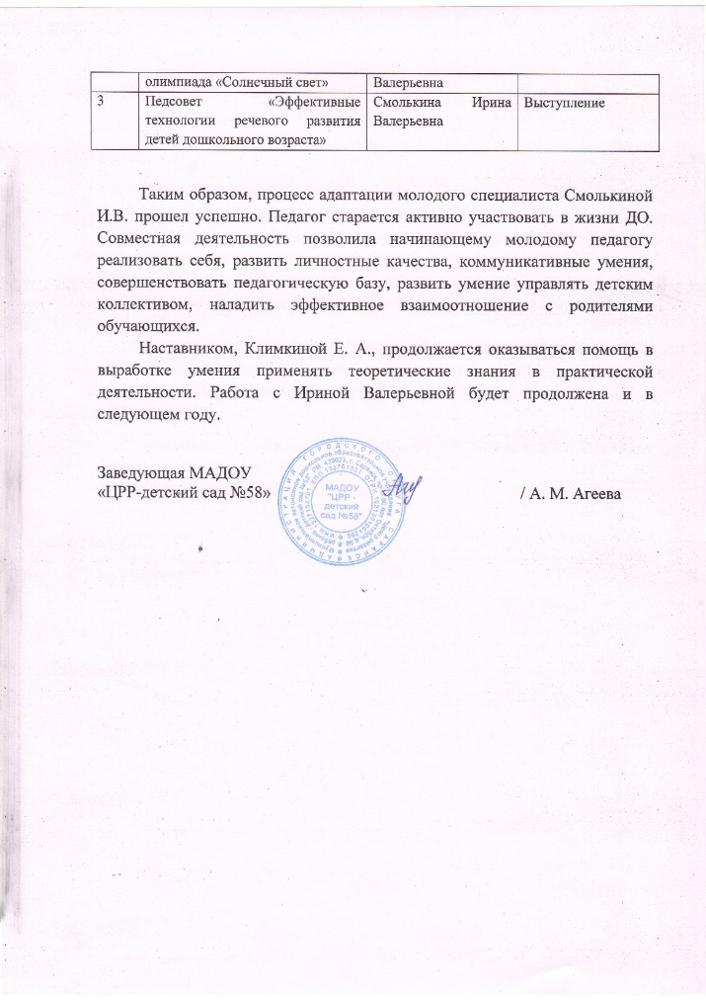 олимпиада «Солнечный свет» Валерьевна
3 Педсовет «Эффективные Смолькина Ирина Выступление
технологии речевого развития Валерьевна
детей дошкольного возраста»
Таким образом, процесс адаптации молодого специалиста Смолькиной
И.В. прошел успешно. Педагог старается активно участвовать в жизни ДО.
Совместная деятельность позволила начинающему молодому педагогу
реализовать себя, развить личностные качества, коммуникативные умения,
совершенствовать педагогическую базу, развить умение управлять детским
коллективом, наладить эффективное взаимоотношение с родителями
обучающихся.
Наставником, Климкиной Е. А., продолжается оказываться помощь в
выработке умения применять теоретические знания в практической
деятельности. Работа с Ириной Валерьевной будет продолжена и в
следующем году.
Заведующая МАДОУ
«ЦРР-детский сад №58» / А. М. Агеева
МАДОУ
"ЦРР -
детский
сад №58"